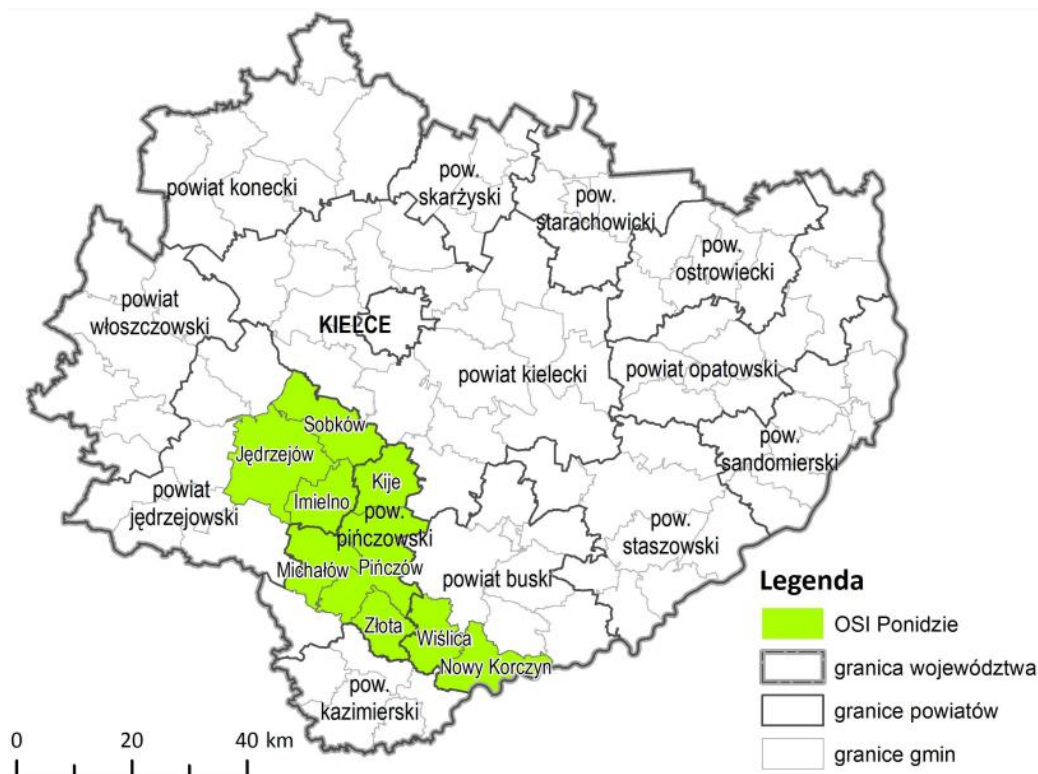 pow.
skarżyski
powiat konecki
pow.
starachowicki
pow.
ostrowiecki
powiat
włoszczowski
KIELCE
powiat kielecki
powiat opatowski
Sobków
Jędrzejów
pow.
sandomierski
Kije
Imielno
powiat
jędrzejowski
pow.
pińczowski
pow.
staszowski
Michałów
Pińczów
powiat buski
Złota
Wiślica
Nowy Korczyn
pow.
kazimierski
Legenda
OSI Ponidzie
granica województwa
granice powiatów
granice gmin
0 20 40 km